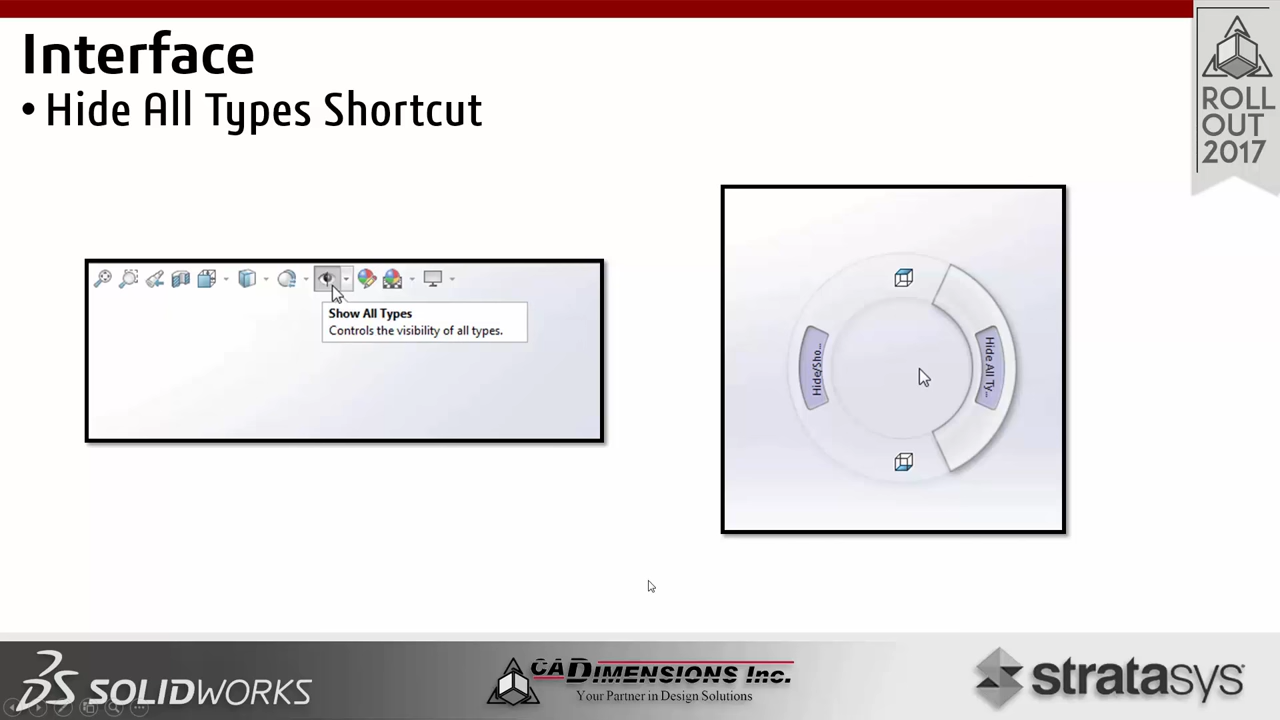 Interface
• Hide All Types Shortcut
ROLL
OUT
2017
Show All Types
Controls the visibility of all types.
Hide/Sho...
Hide All Ty...
SOLIDWORKS
CADIMENSIONS Inc.
Your Partner in Design Solutions
stratasys